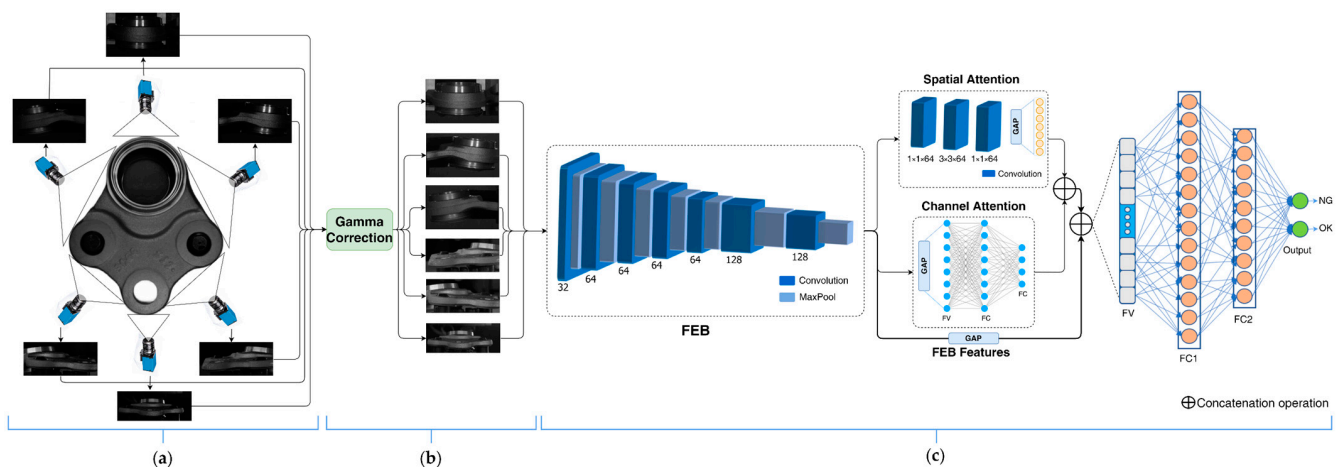 Gamma
Correction
32
64
64
64
64
128
128
Convolution
MaxPool
FEB
Spatial Attention
1×1×64
3×3×64
1×1×64
GAP
Convolution
Channel Attention
GAP
FV
FC
FC
GAP
FEB Features
FV
FC1
FC2
NG
OK
Output
Concatenation operation
(a)
(b)
(c)